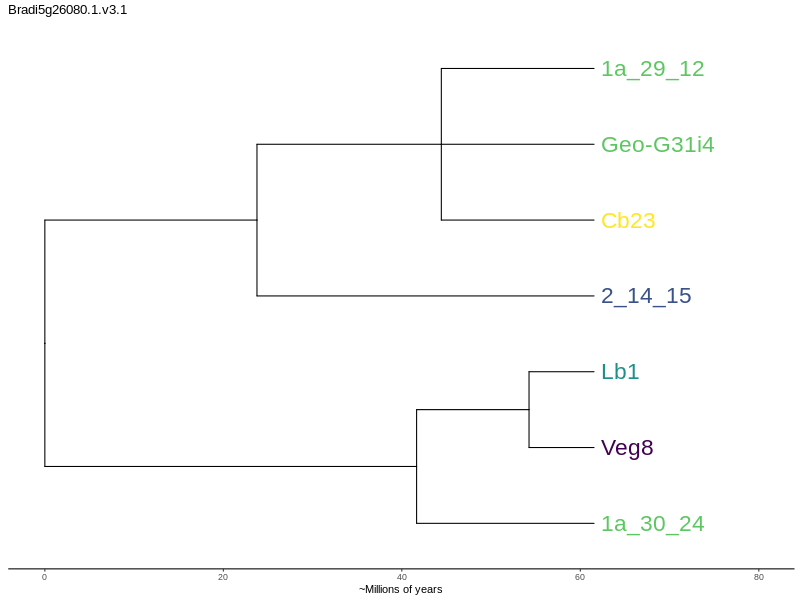 Bradi5g26080.1.v3.1
1a_29_12
Geo-G31i4
Cb23
2_14_15
Lb1
Veg8
1a_30_24
0 20 40 60 80
~Millions of years